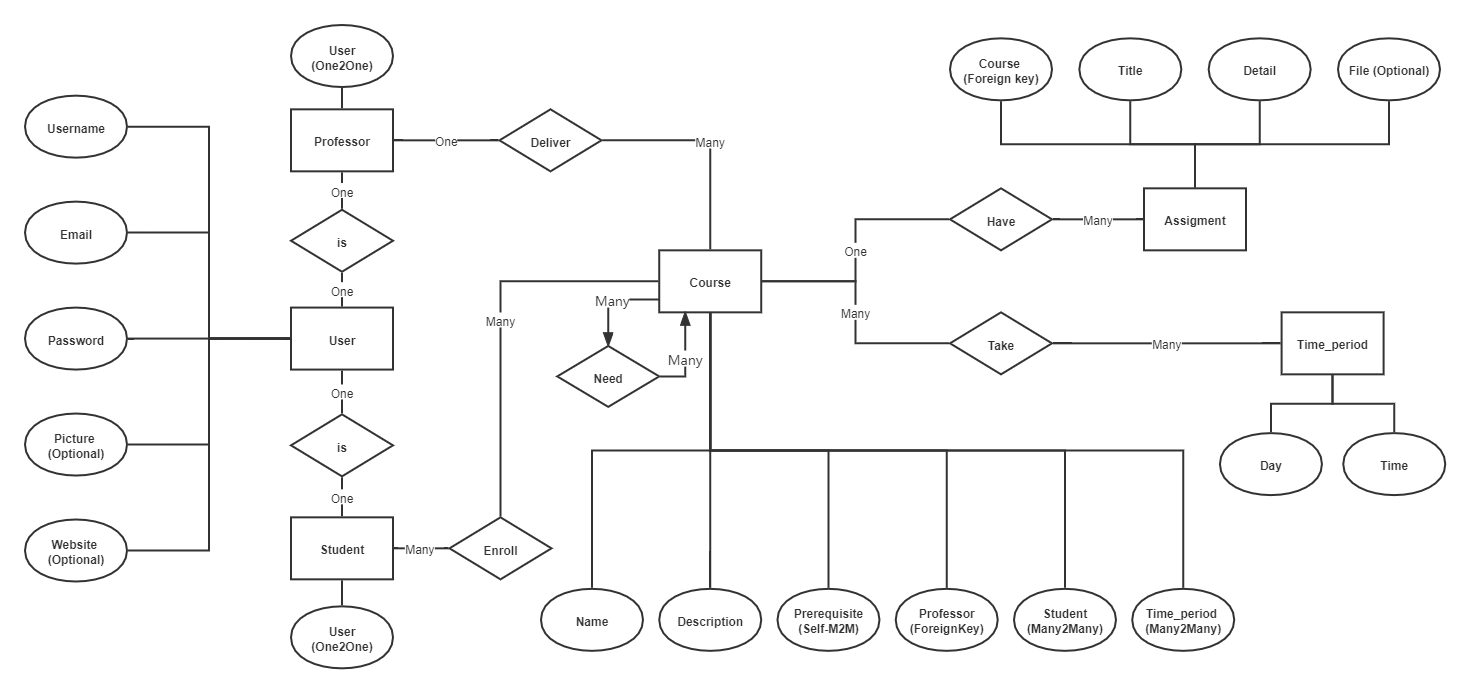 User
(One2One)
Course
(Foreign key)
Title
Detail
File (Optional)
Username
Professor
One
Deliver
Many
One
Email
is
Have
Many
Assigment
One
One
Course
Many
Many
Many
Password
User
Many
Need
Take
Many
Time_period
One
Picture
(Optional)
is
Day
Time
One
Website
(Optional)
Student
Many
Enroll
User
(One2One)
Name
Description
Prerequisite
(Self-M2M)
Professor
(ForeignKey)
Student
(Many2Many)
Time_period
(Many2Many)